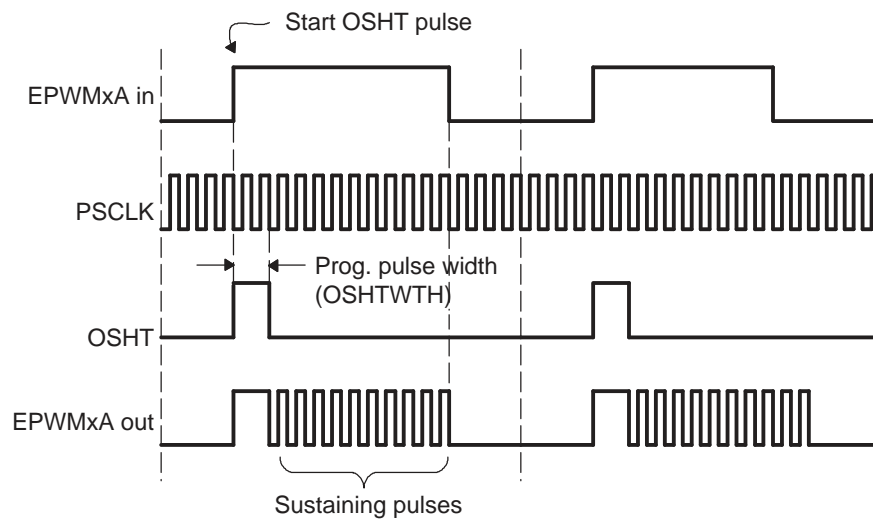 Start OSHT pulse
EPWMxA in
PSCLK
Prog. pulse width
(OSHTWTH)
OSHT
EPWMxA out
Sustaining pulses